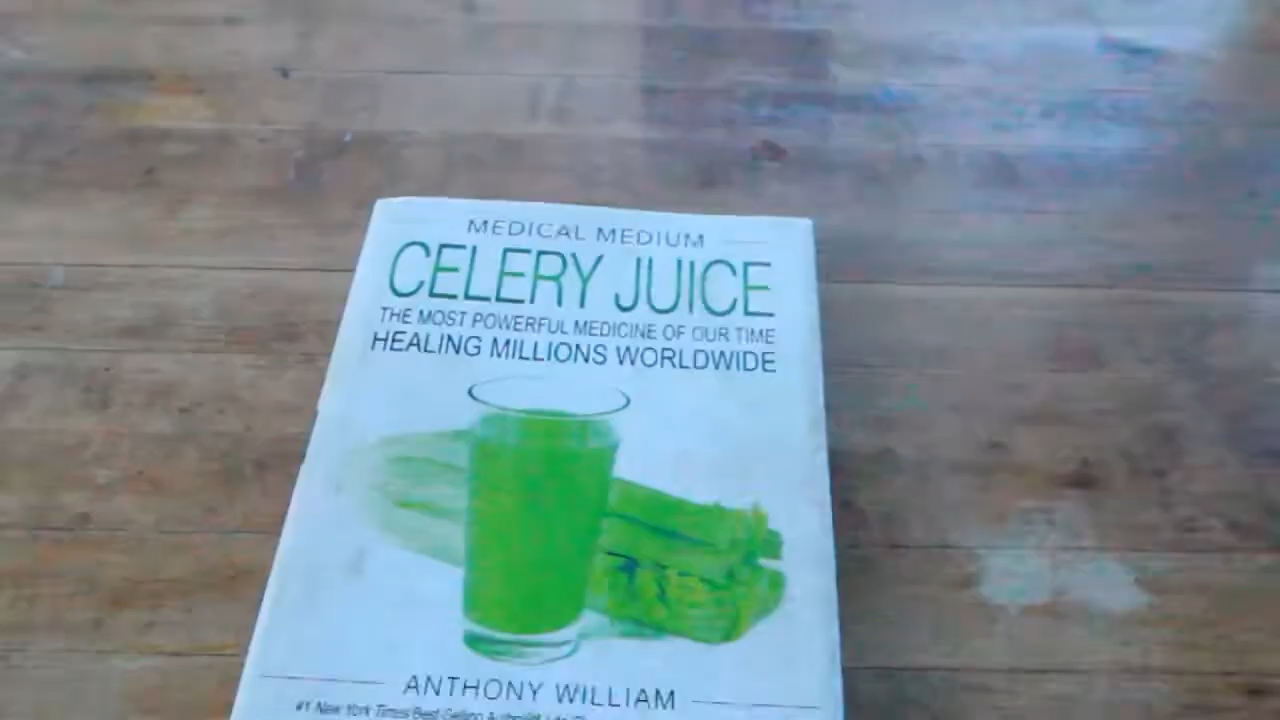 MEDICAL MEDIUM
CELERY JUICE
THE MOST POWERFUL MEDICINE OF OUR TIME
HEALING MILLIONS WORLDWIDE
ANTHONY WILLIAM
#1 New York Times Best-Selling